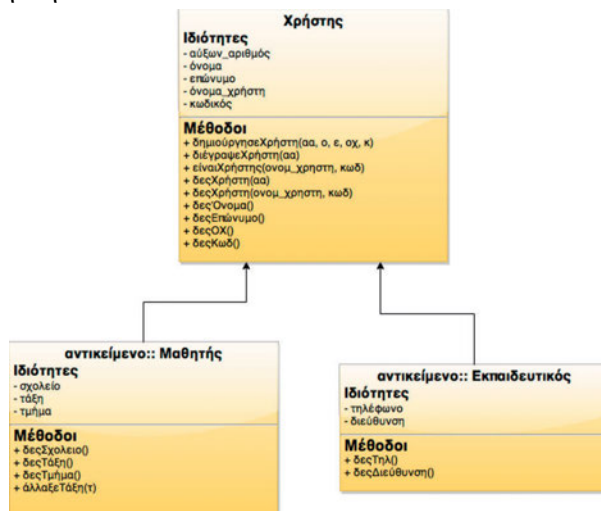 Χρήστης
Ιδιότητες
- αύξων_αριθμός
- όνομα
- επώνυμο
- όνομα_χρήστη
- κωδικός
Μέθοδοι
+ δημιούργησεΧρήστη(αα, ο, ε, οχ, κ)
+ διέγραψεΧρήστη(αα)
+ είναιΧρήστης(ονομ_χρηστη, κωδ)
+ δεςΧρήστη(αα)
+ δεςΧρήστη(ονομ_χρηστη, κωδ)
+ δεςΌνομα()
+ δεςΕπώνυμο()
+ δεςΟΧ()
+ δεςΚωδ()
αντικείμενο:: Μαθητής
Ιδιότητες
- σχολείο
- τάξη
- τμήμα
Μέθοδοι
+ δεςΣχολειο()
+ δεςΤάξη()
+ δεςΤμήμα()
+ άλλαξεΤάξη(τ)
αντικείμενο:: Εκπαιδευτικός
Ιδιότητες
- τηλέφωνο
- διεύθυνση
Μέθοδοι
+ δεςΤηλ()
+ δεςΔιεύθυνση()